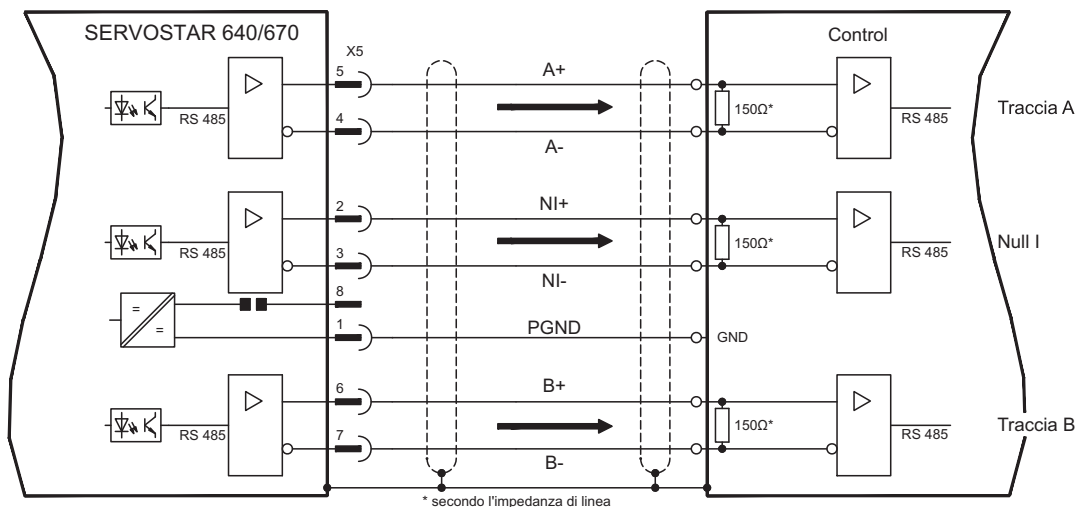 SERVOSTAR 640/670
Control
X5
5
A+
RS 485
150Ω*
RS 485
Traccia A
4
A-
2
NI+
RS 485
150Ω*
RS 485
Null I
3
NI-
8
=
=
1
PGND
GND
6
B+
RS 485
150Ω*
RS 485
Traccia B
7
B-
* secondo l'impedanza di linea